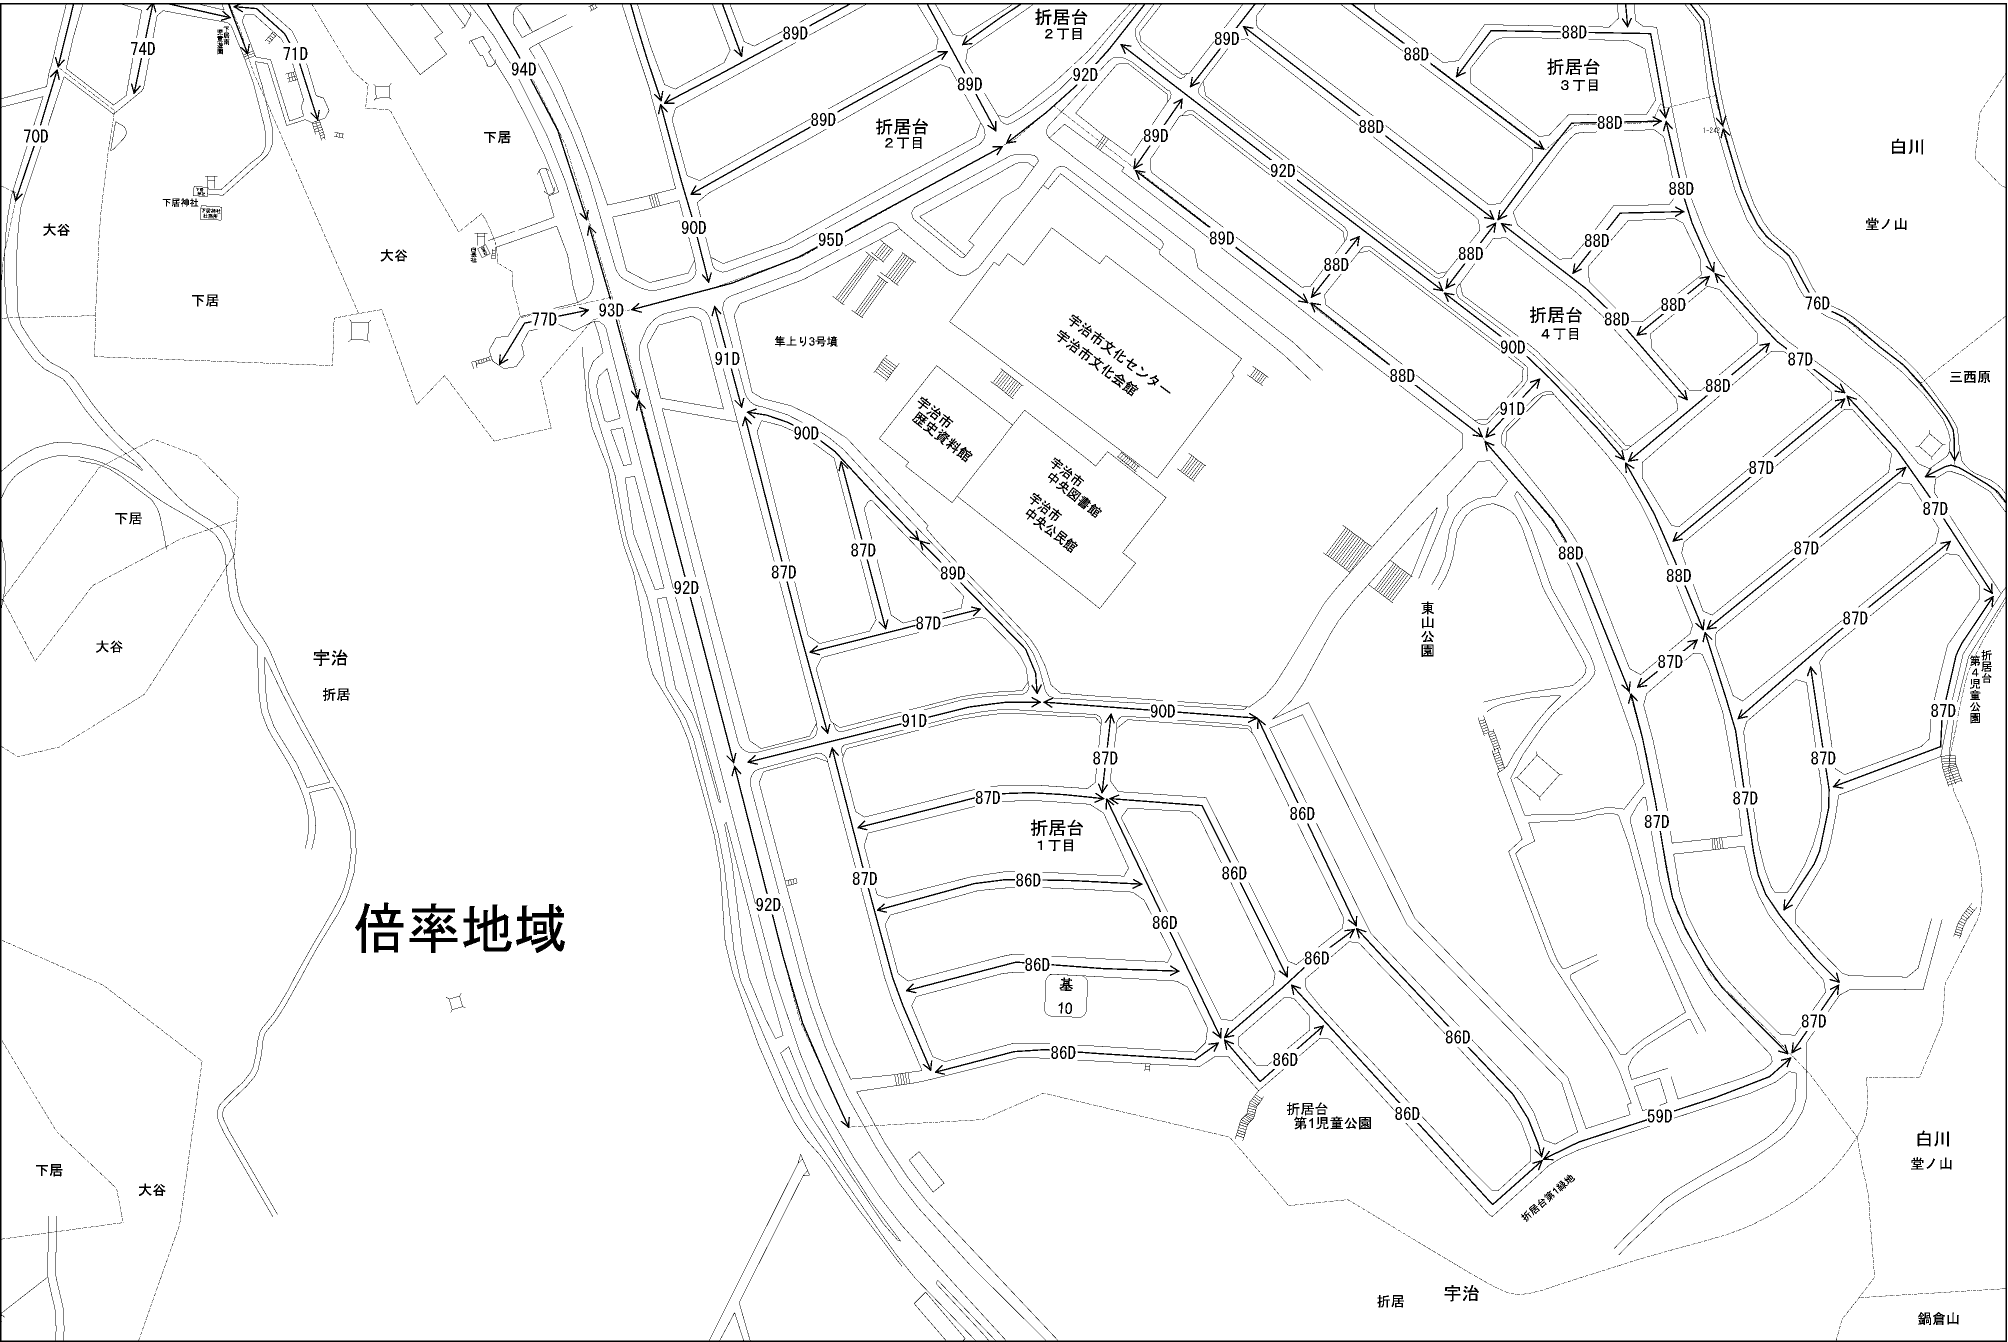 折居台
2丁目
89D
74D
71D
94D
92D
89D
89D
88D
88D
70D
89D
89D
88D
折居台
3丁目
下居
折居台
2丁目
89D
88D
88D
1-242
白川
92D
88D
下居神社
大谷
大谷
90D
95D
89D
88D
88D
88D
堂ノ山
下居
77D
93D
88D
88D
76D
折居台
4丁目
隼上り3号墳
宇治市文化センター
宇治市文化会館
91D
90D
87D
88D
88D
三西原
宇治市
歴史資料館
91D
90D
宇治市
中央図書館
宇治市
中央公民館
87D
下居
87D
87D
87D
88D
87D
89D
88D
92D
東山公園
87D
87D
大谷
宇治
折居
87D
折居台
第4児童公園
91D
90D
87D
87D
87D
87D
87D
86D
87D
折居台
1丁目
87D
86D
86D
92D
86D
倍率地域
86D
86D
基
10
87D
86D
86D
86D
折居台
第1児童公園
86D
59D
白川
堂ノ山
下居
大谷
折居台第1緑地
折居
宇治
鍋倉山